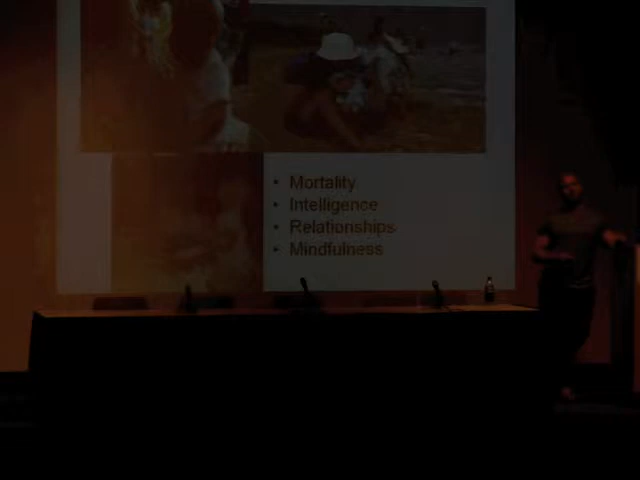 • Mortality
• Intelligence
• Relationships
• Mindfulness